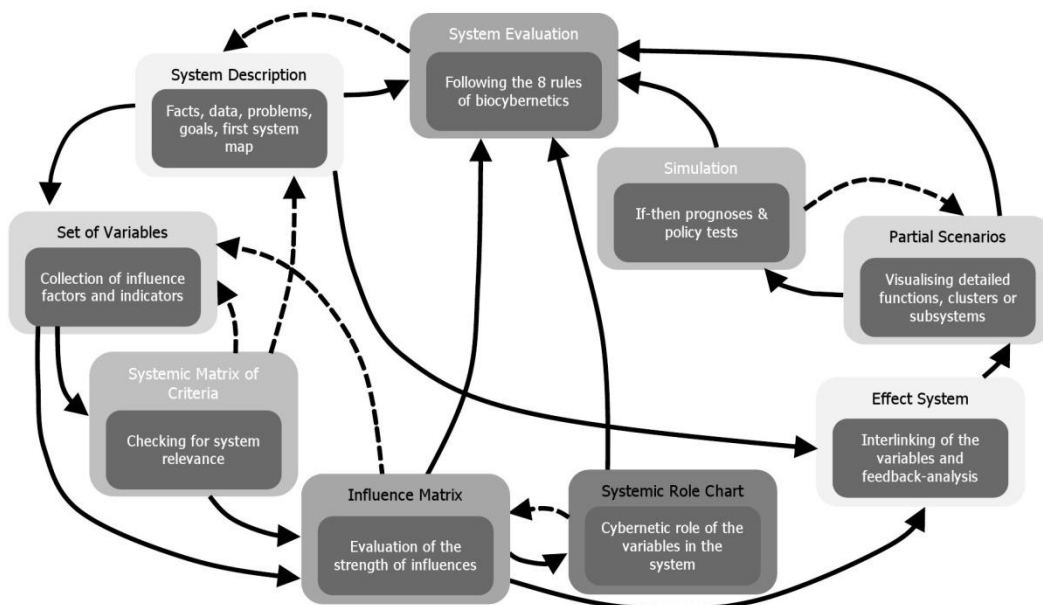 System Evaluation
Following the 8 rules
of biocybernetics
System Description
Facts, data, problems,
goals, first system
map
Simulation
If-then prognoses &
policy tests
Set of Variables
Collection of influence
factors and indicators
Partial Scenarios
Visualising detailed
functions, clusters or
subsystems
Systemic Matrix of
Criteria
Checking for system
relevance
Effect System
Interlinking of the
variables and
feedback-analysis
Influence Matrix
Evaluation of the
strength of influences
Systemic Role Chart
Cybernetic role of the
variables in the
system